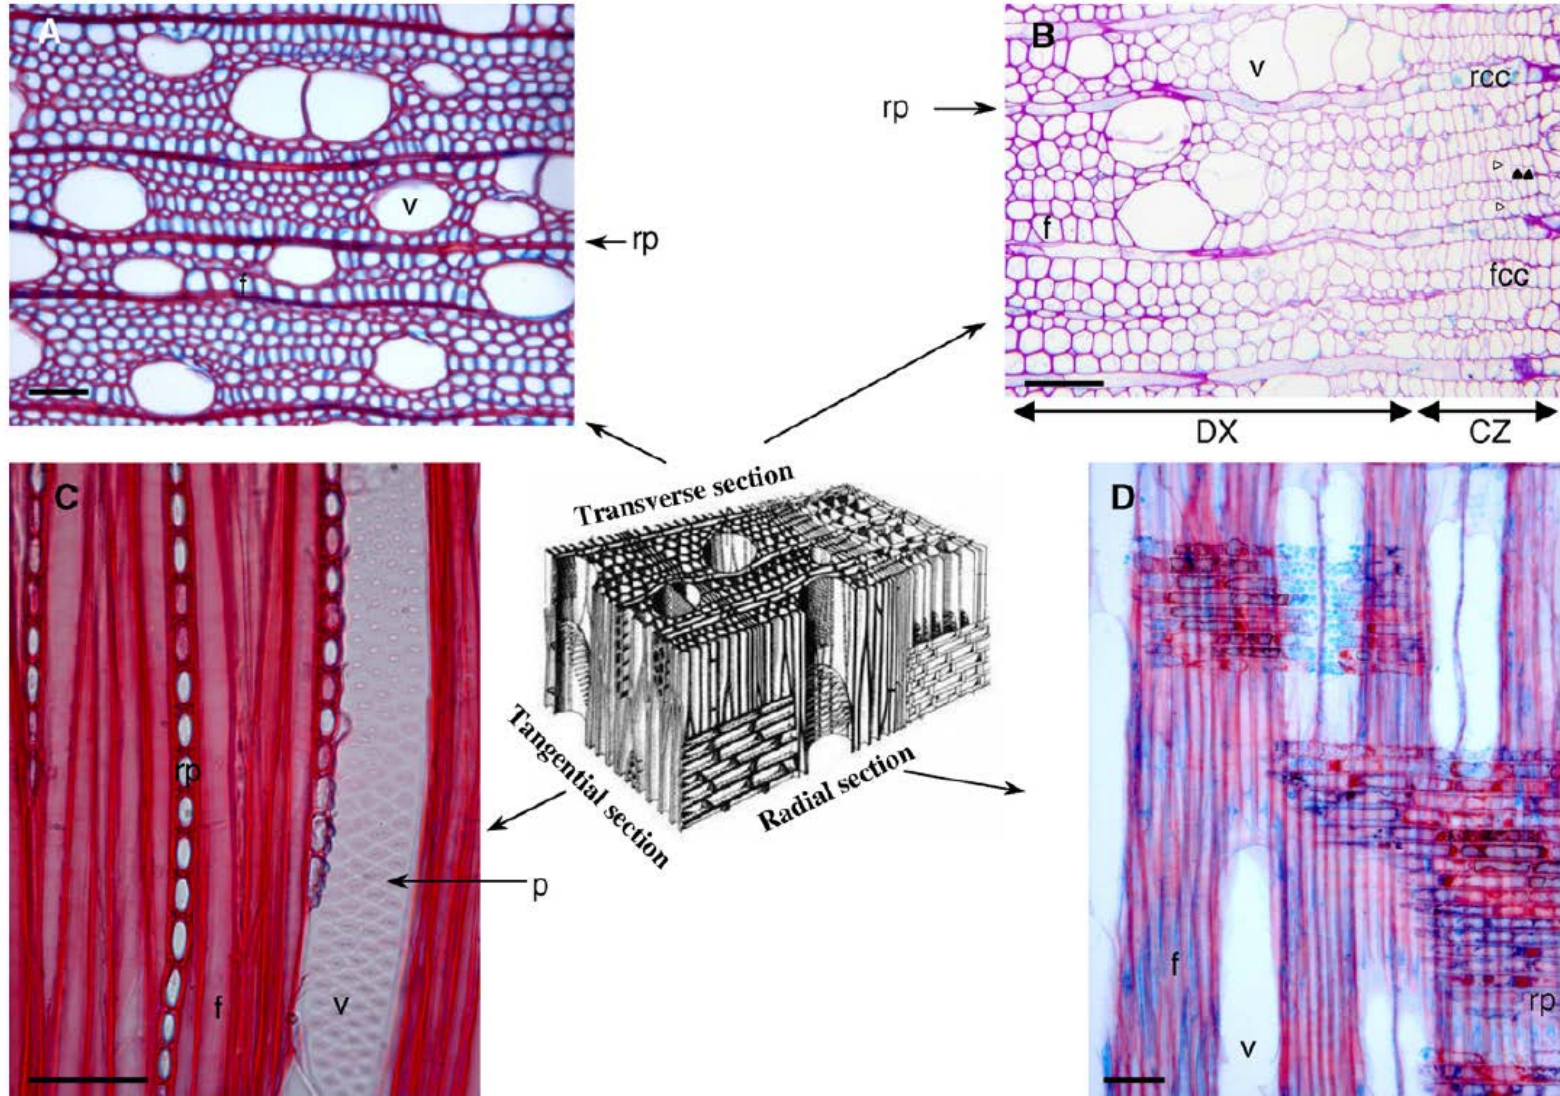 A
v
f
rp
B
v
rcc
rp
f
fcc
DX
CZ
C
rp
f
v
p
Transverse section
Tangential section
Radial section
D
f
v
rp